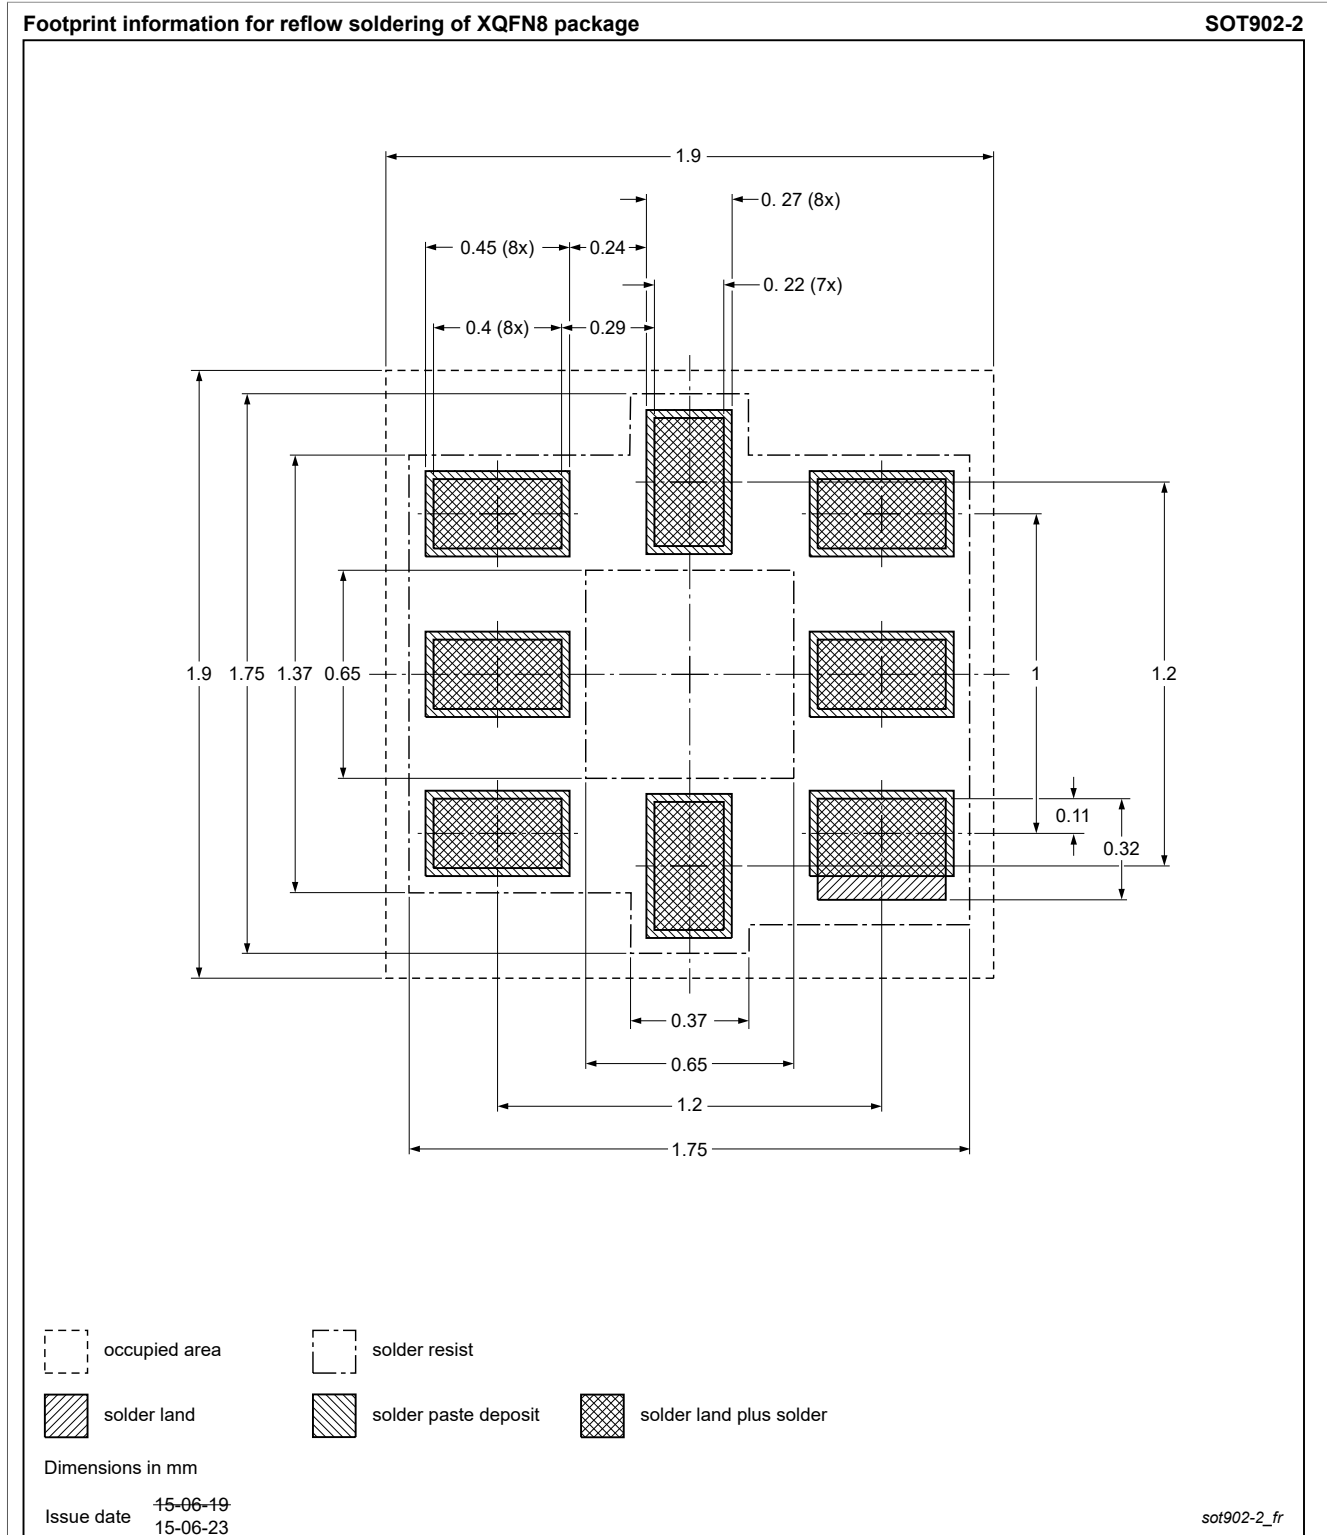 Footprint information for reflow soldering of XQFN8 package SOT902-2
1.9
0. 27 (8x)
0.45 (8x) 0.24
0. 22 (7x)
0.4 (8x) 0.29
1.9 1.75 1.37 0.65 1 1.2
0.11
0.32
0.37
0.65
1.2
1.75
occupied area solder resist
solder land solder paste deposit solder land plus solder
Dimensions in mm
Issue date 15-06-19
15-06-23
sot902-2_fr